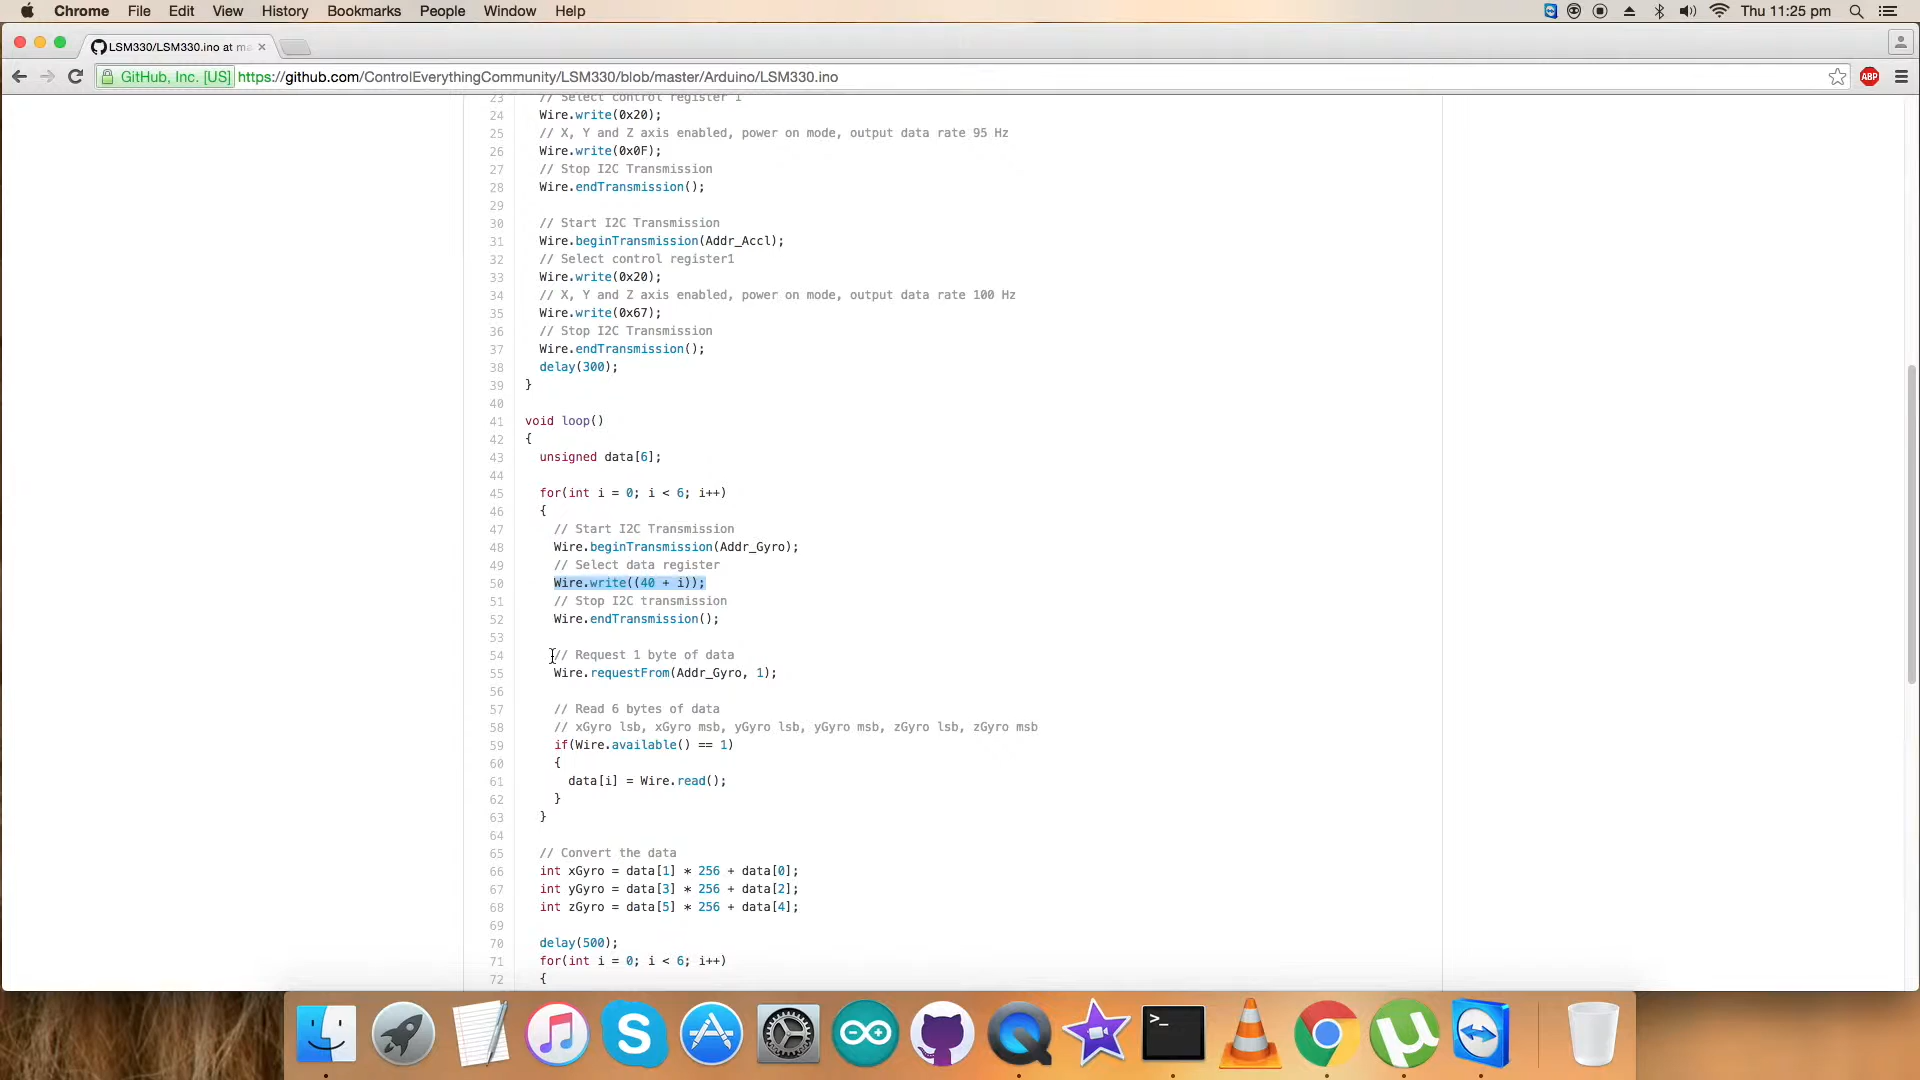 Chrome File Edit View History Bookmarks People Window Help Thu 11:25 pm
LSM330/LSM330.ino at ma
GitHub, Inc. [US] https://github.com/ControlEverythingCommunity/LSM330/blob/master/Arduino/LSM330.ino ABP
23 // Select control register 1
24 Wire.write(0x20);
25 // X, Y and Z axis enabled, power on mode, output data rate 95 Hz
26 Wire.write(0x0F);
27 // Stop I2C Transmission
28 Wire.endTransmission();
29
30 // Start I2C Transmission
31 Wire.beginTransmission(Addr_Accl);
32 // Select control register1
33 Wire.write(0x20);
34 // X, Y and Z axis enabled, power on mode, output data rate 100 Hz
35 Wire.write(0x67);
36 // Stop I2C Transmission
37 Wire.endTransmission();
38 delay(300);
39 }
40
41 void loop()
42 {
43 unsigned data[6];
44
45 for(int i = 0; i < 6; i++)
46 {
47 // Start I2C Transmission
48 Wire.beginTransmission(Addr_Gyro);
49 // Select data register
50 Wire.write((40 + i));
51 // Stop I2C transmission
52 Wire.endTransmission();
53
54 // Request 1 byte of data
55 Wire.requestFrom(Addr_Gyro, 1);
56
57 // Read 6 bytes of data
58 // xGyro lsb, xGyro msb, yGyro lsb, yGyro msb, zGyro lsb, zGyro msb
59 if(Wire.available() == 1)
60 {
61 data[i] = Wire.read();
62 }
63 }
64
65 // Convert the data
66 int xGyro = data[1] * 256 + data[0];
67 int yGyro = data[3] * 256 + data[2];
68 int zGyro = data[5] * 256 + data[4];
69
70 delay(500);
71 for(int i = 0; i < 6; i++)
72 {